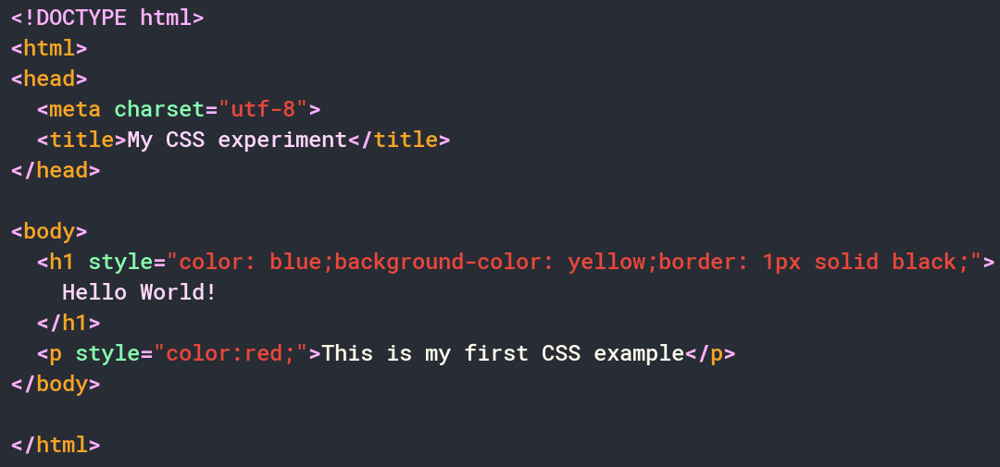 <!DOCTYPE html>
<html>
<head>
  <meta charset="utf-8">
  <title>My CSS experiment</title>
</head>

<body>
  <h1 style="color: blue;background-color: yellow;border: 1px solid black;">
    Hello World!
  </h1>
  <p style="color:red;">This is my first CSS example</p>
</body>

</html>